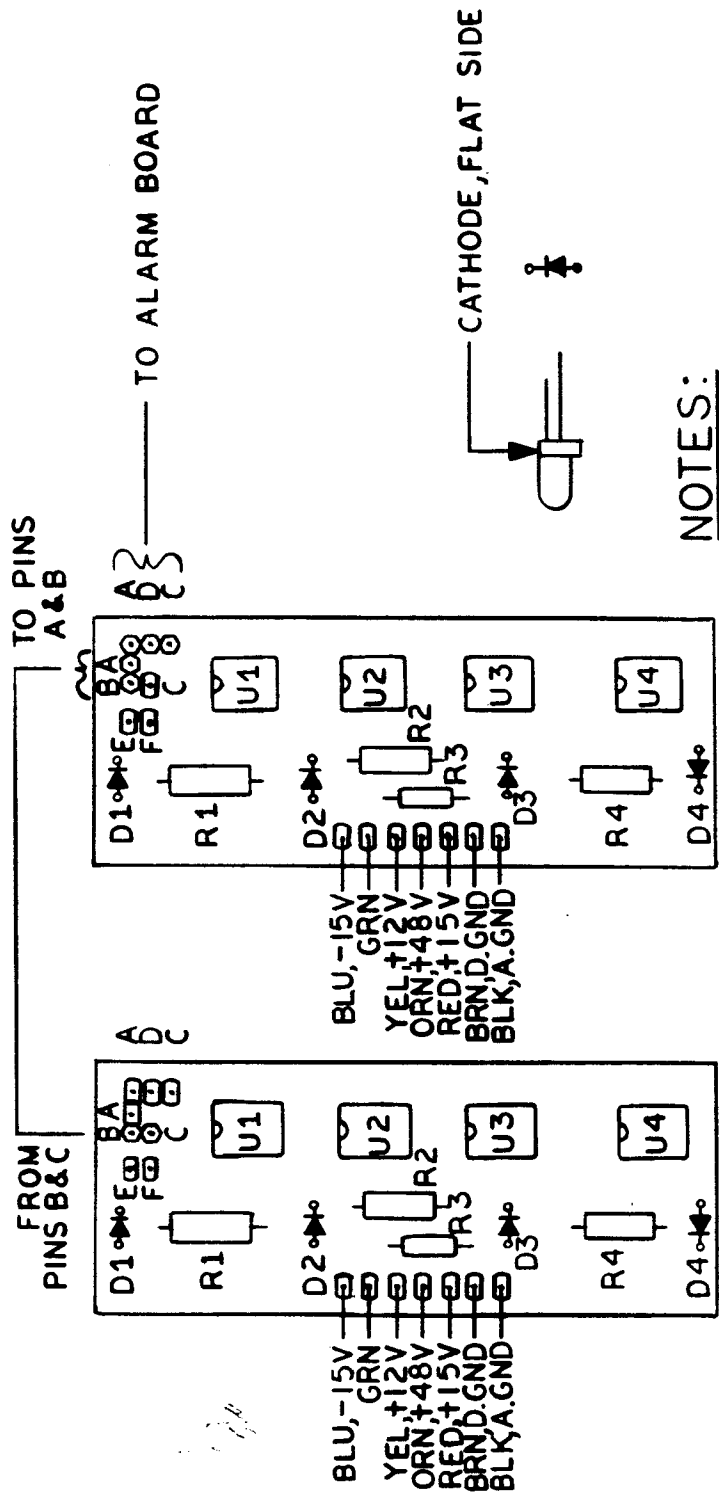 FROM
PINS B&C
TO PINS
A&B
TO ALARM BOARD
D1
E
F
B A
C
A
D
C
R1
U1
D2
R2
U2
R3
D3
U3
R4
U4
D4
BLU,-15V
GRN
YEL,+12V
ORN,+48V
RED,+15V
BRN,D.GND
BLK,A.GND
D1
E
F
B A
C
A
D
C
R1
U1
D2
R2
U2
R3
D3
U3
R4
U4
D4
BLU,-15V
GRN
YEL,+12V
ORN,+48V
RED,+15V
BRN,D.GND
BLK,A.GND
CATHODE,FLAT SIDE
NOTES: